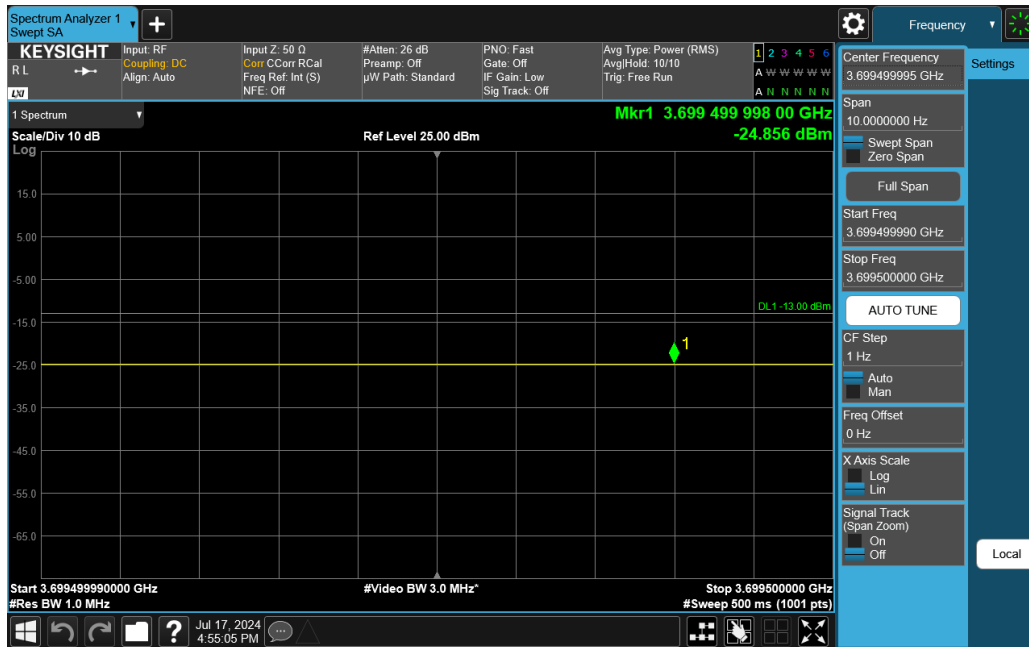 Spectrum Analyzer 1
Swept SA
Frequency
KEYSIGHT
R L
LXI
Input: RF
Coupling: DC
Align: Auto
Input Z: 50 Ω
Corr CCorr RCal
Freq Ref: Int (S)
NFE: Off
#Atten: 26 dB
Preamp: Off
µW Path: Standard
PNO: Fast
Gate: Off
IF Gain: Low
Sig Track: Off
Avg Type: Power (RMS)
Avg|Hold: 10/10
Trig: Free Run
1 2 3 4 5 6
A W W W W W
A N N N N N
1 Spectrum
Scale/Div 10 dB
Log
Ref Level 25.00 dBm
Mkr1 3.699 499 998 00 GHz
-24.856 dBm
15.0
5.00
-5.00
-15.0
-25.0
-35.0
-45.0
-55.0
-65.0
DL1 -13.00 dBm
1
Start 3.699499990000 GHz
#Res BW 1.0 MHz
#Video BW 3.0 MHz*
Stop 3.699500000 GHz
#Sweep 500 ms (1001 pts)
Center Frequency
3.699499995 GHz
Span
10.0000000 Hz
Swept Span
Zero Span
Full Span
Start Freq
3.699499990 GHz
Stop Freq
3.699500000 GHz
AUTO TUNE
CF Step
1 Hz
Auto
Man
Freq Offset
0 Hz
X Axis Scale
Log
Lin
Signal Track
(Span Zoom)
On
Off
Settings
Local
?
Jul 17, 2024
4:55:05 PM